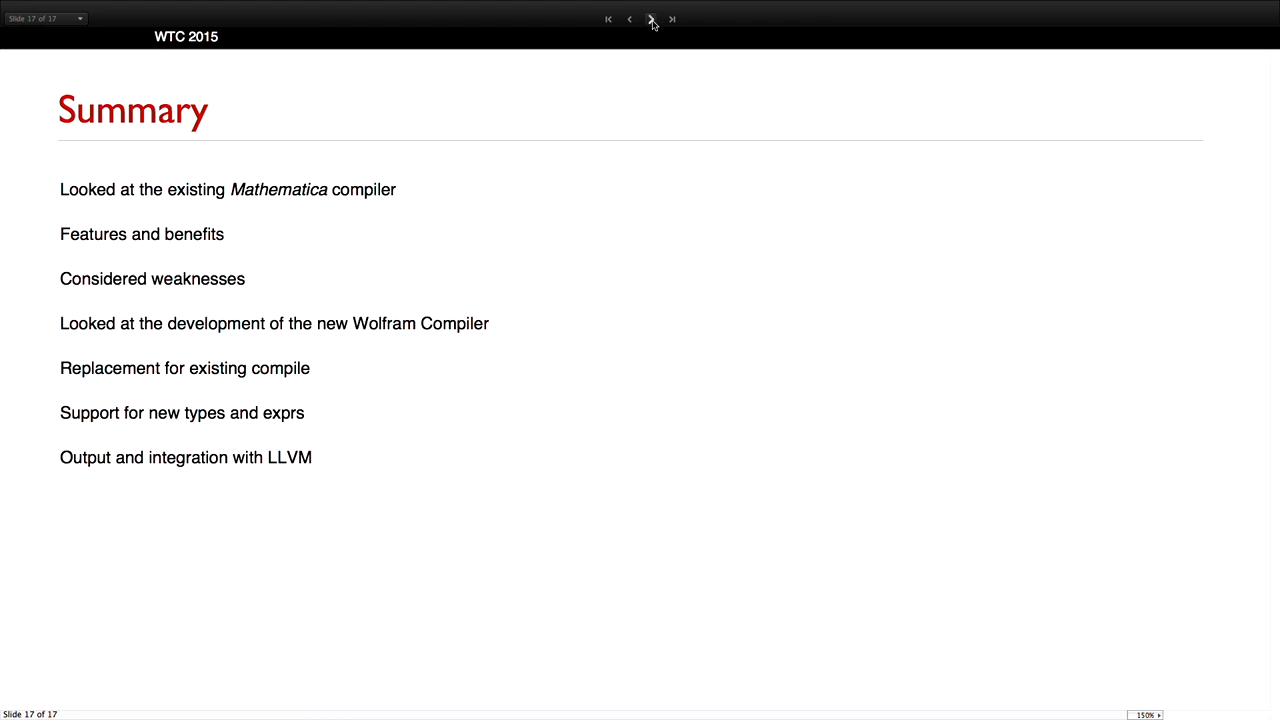 Slide 17 of 17
WTC 2015
Summary
Looked at the existing Mathematica compiler
Features and benefits
Considered weaknesses
Looked at the development of the new Wolfram Compiler
Replacement for existing compile
Support for new types and exprs
Output and integration with LLVM
Slide 17 of 17
150%